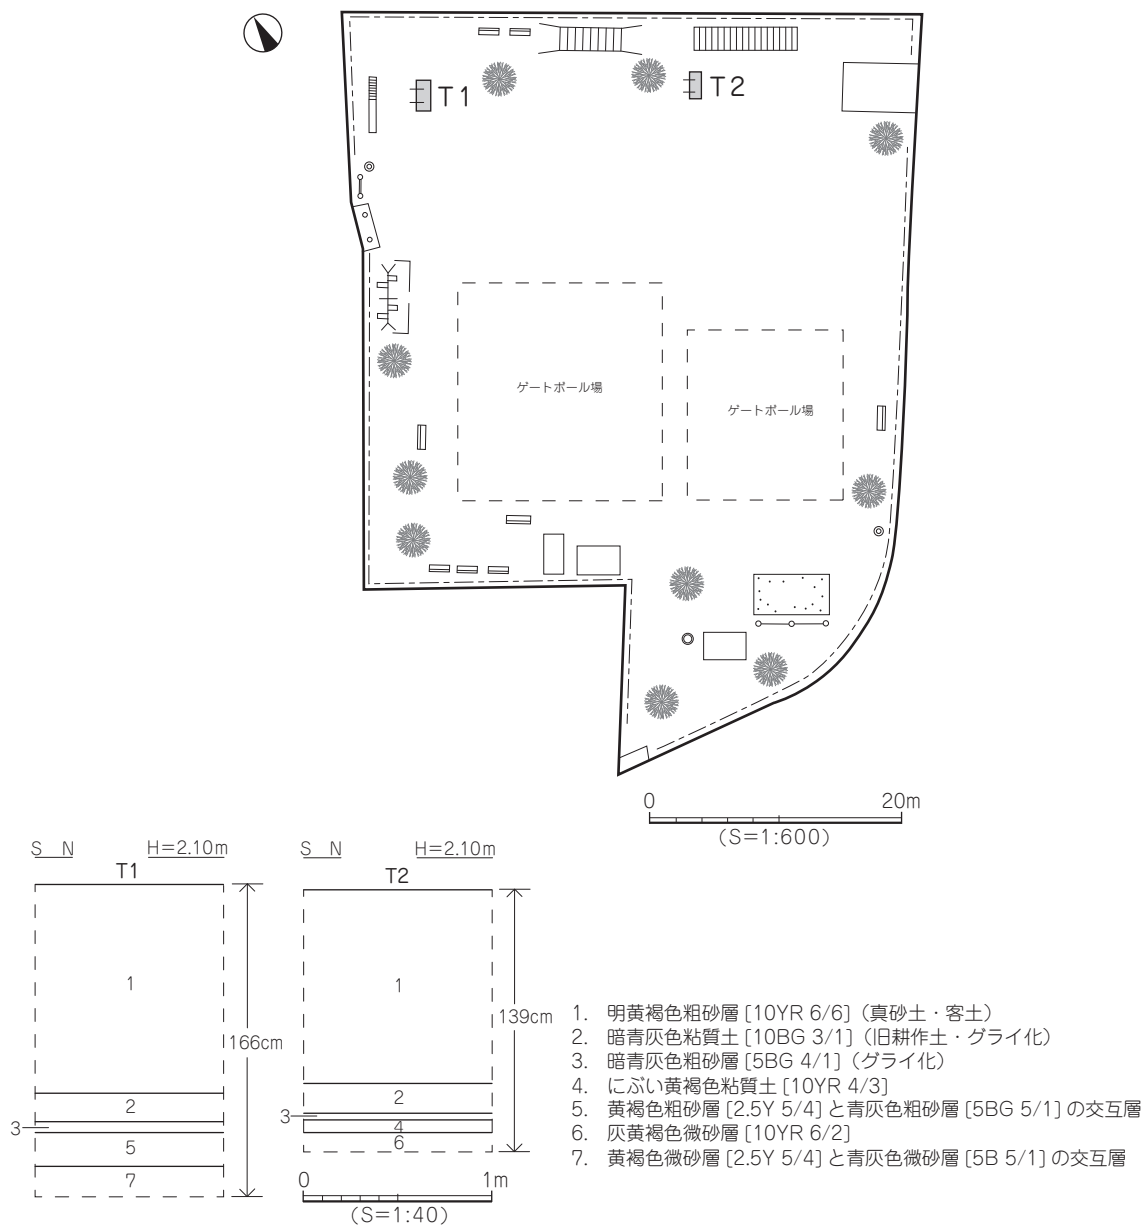 T1
T2
ゲートボール場
ゲートボール場
0 20m
(S=1:600)
S N H=2.10m
T1
1
2
3
5
7
166cm
S N H=2.10m
T2
1
2
3
4
6
139cm
0 1m
(S=1:40)
1. 明黄褐色粗砂層 [10YR 6/6] (真砂土・客土)
2. 暗青灰色粘質土 [10BG 3/1] (旧耕作土・グライ化)
3. 暗青灰色粗砂層 [5BG 4/1] (グライ化)
4. にぶい黄褐色粘質土 [10YR 4/3]
5. 黄褐色粗砂層 [2.5Y 5/4] と青灰色粗砂層 [5BG 5/1] の交互層
6. 灰黄褐色微砂層 [10YR 6/2]
7. 黄褐色微砂層 [2.5Y 5/4] と青灰色微砂層 [5B 5/1] の交互層